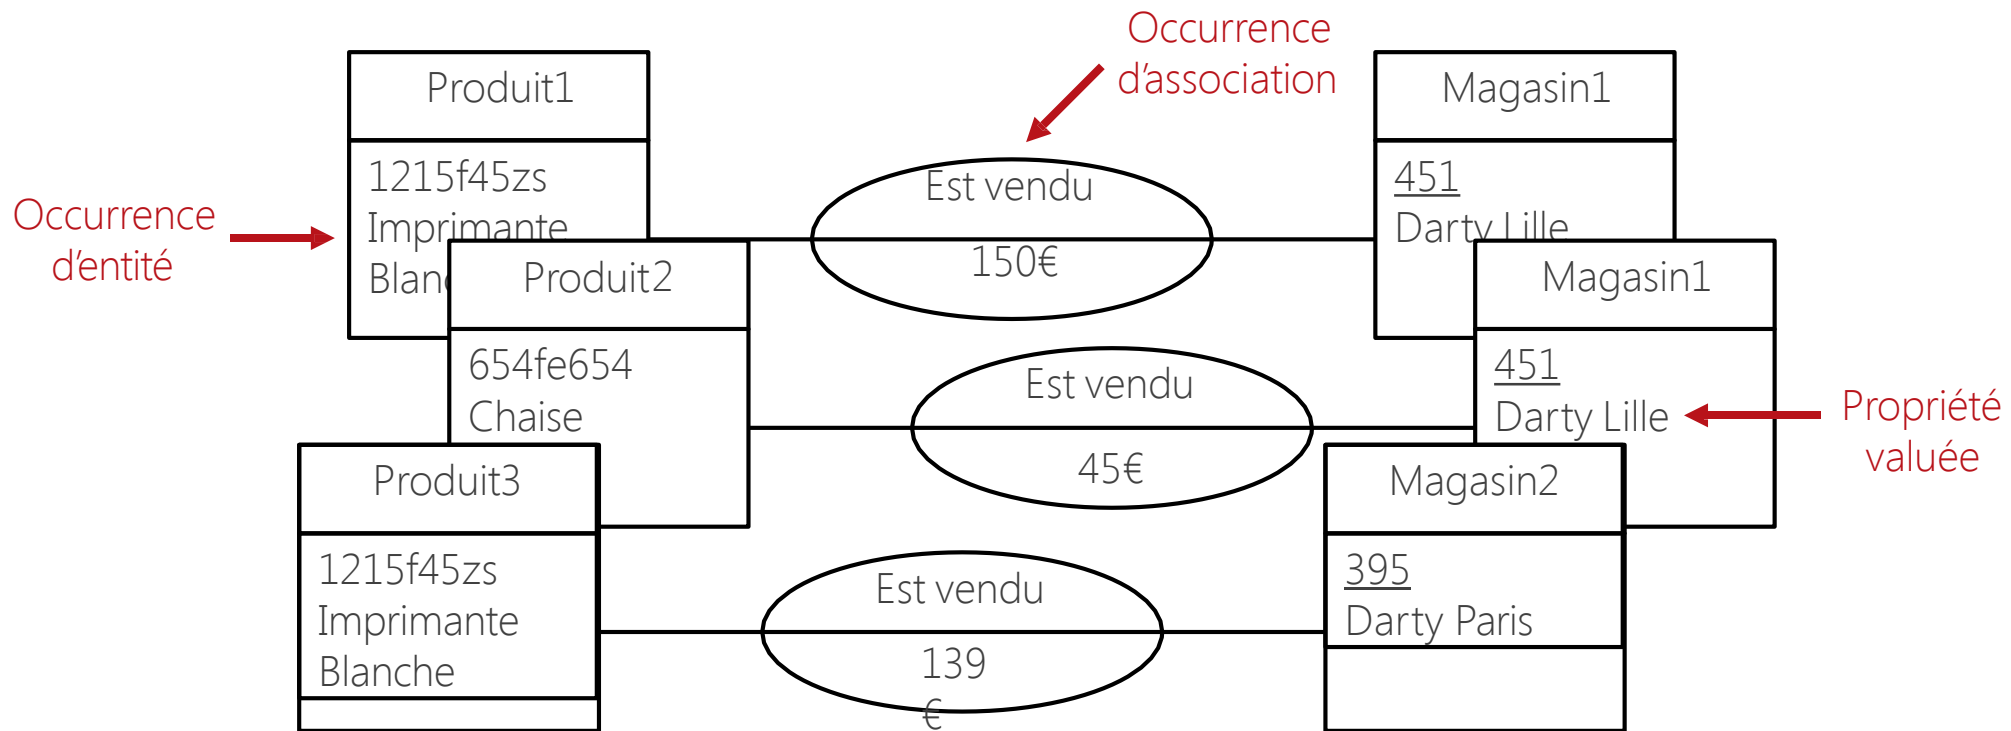 Occurrence
d'association
Produit1
Magasin1
1215f45zs
Imprimante
Est vendu
150€
451
Darty Lille
Occurrence
d'entité
Produit2
Magasin1
654fe654
Chaise
Est vendu
45€
451
Darty Lille
Propriété
valuée
Produit3
Magasin2
1215f45zs
Imprimante
Blanche
Est vendu
139
€
395
Darty Paris